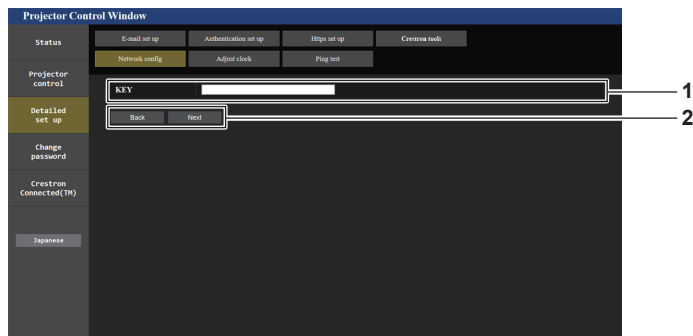 Projector Control Window
Status
E-mail set up
Authentication set up
Https set up
Crestron tools
Network config
Adjust clock
Ping test
Projector
control
KEY
1
Detailed
set up
Back
Next
2
Change
password
Crestron
Connected(TM)
Japanese